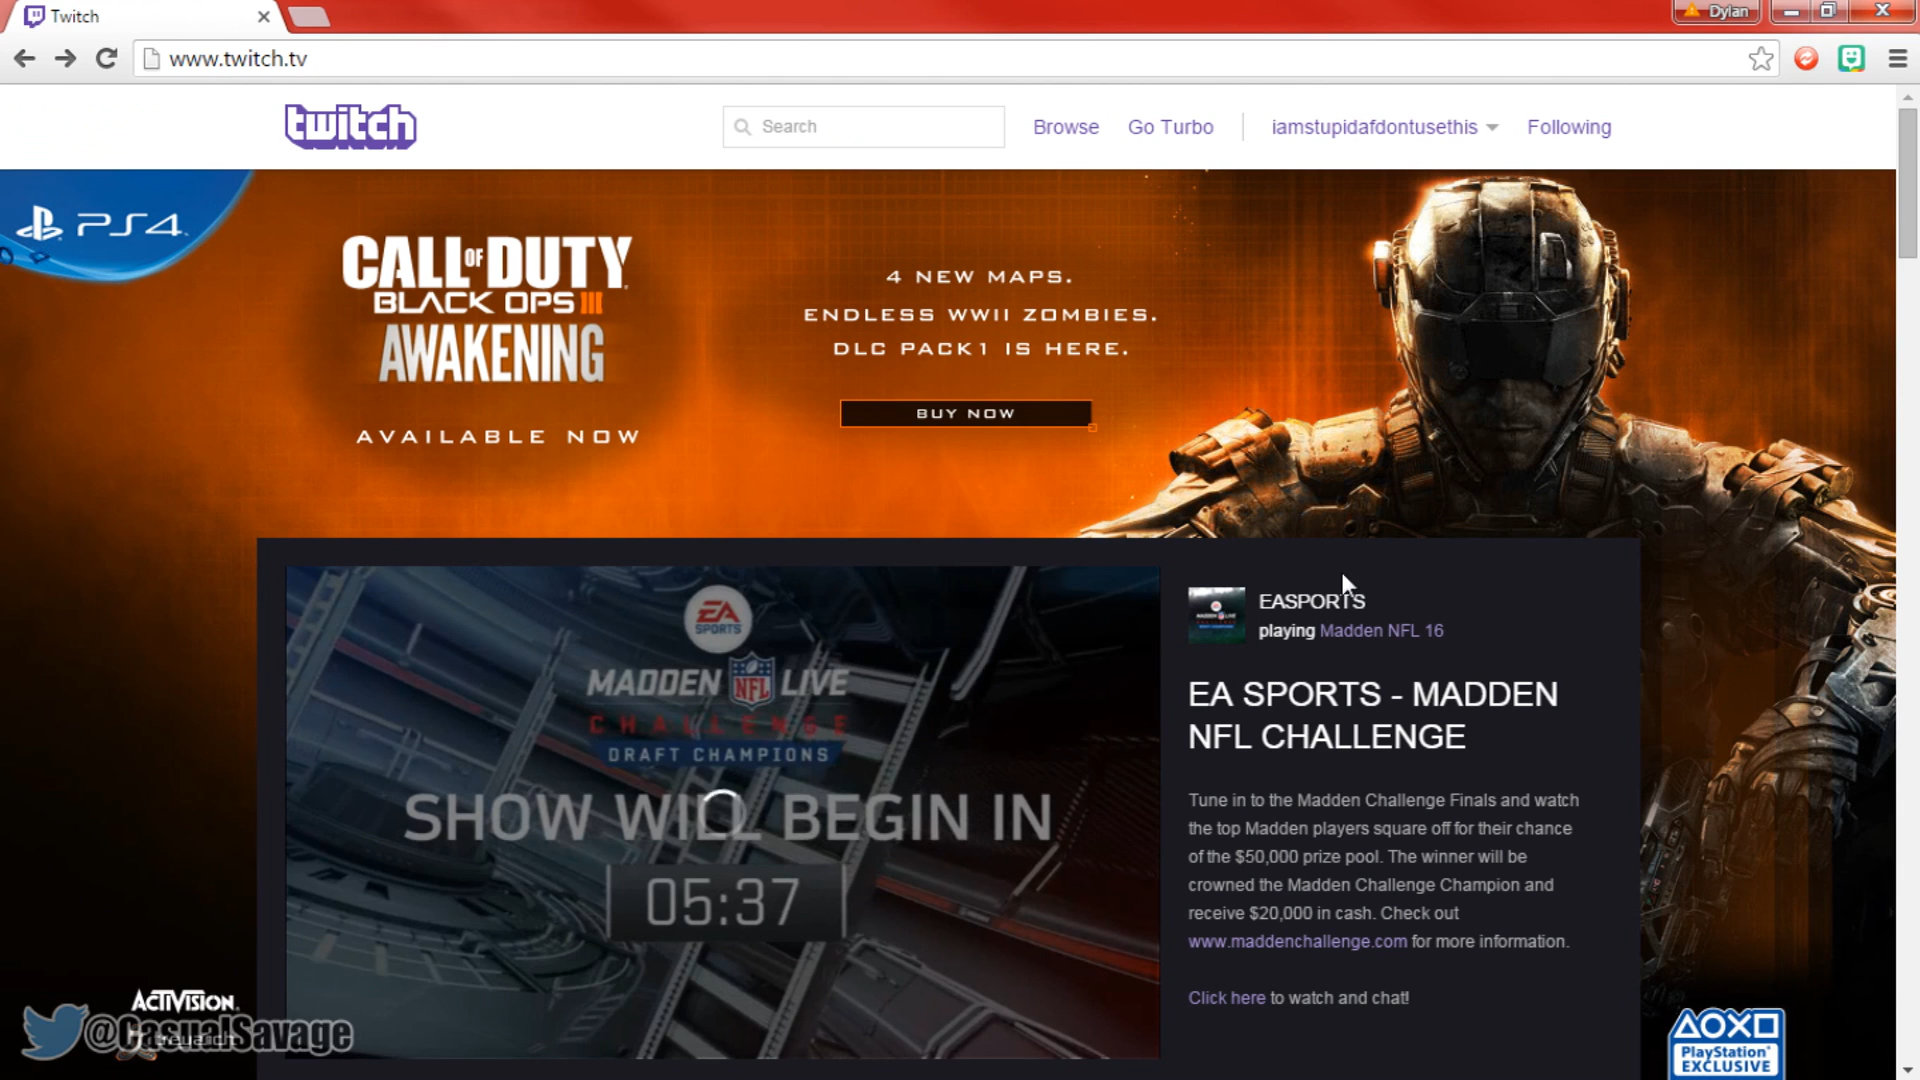 Twitch
Dylan
www.twitch.tv
twitch
Search
Browse
Go Turbo
iamstupidafdontusethis
Following
PS4
CALL OF DUTY
BLACK OPS III
AWAKENING
AVAILABLE NOW
4 NEW MAPS.
ENDLESS WWII ZOMBIES.
DLC PACK1 IS HERE.
BUY NOW
EA
SPORTS
MADDEN NFL LIVE
CHALLENGE
DRAFT CHAMPIONS
SHOW WILL BEGIN IN
05:37
EASPORTS
playing Madden NFL 16
EA SPORTS - MADDEN
NFL CHALLENGE
Tune in to the Madden Challenge Finals and watch
the top Madden players square off for their chance
of the $50,000 prize pool. The winner will be
crowned the Madden Challenge Champion and
receive $20,000 in cash. Check out
www.maddenchallenge.com for more information.
Click here to watch and chat!
ACTIVISION
@CasualSavage
PlayStation
EXCLUSIVE